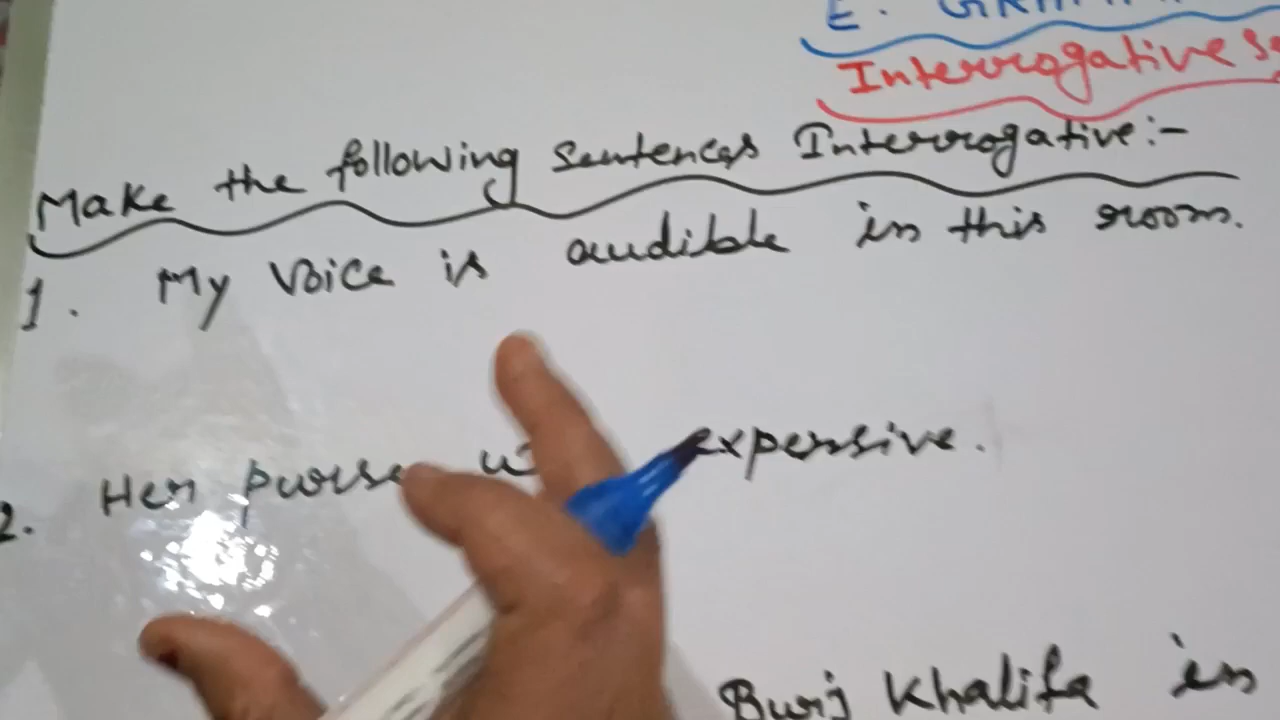 E.
Interrogative
Make the following Sentences Interrogative:-
1. My Voice is audible in this room.
2. Her purse expensive.
Burj Khalifa in